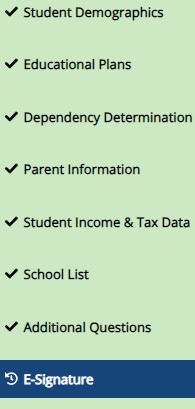 Student Demographics
Educational Plans
Dependency Determination
Parent Information
Student Income & Tax Data
School List
Additional Questions
E-Signature